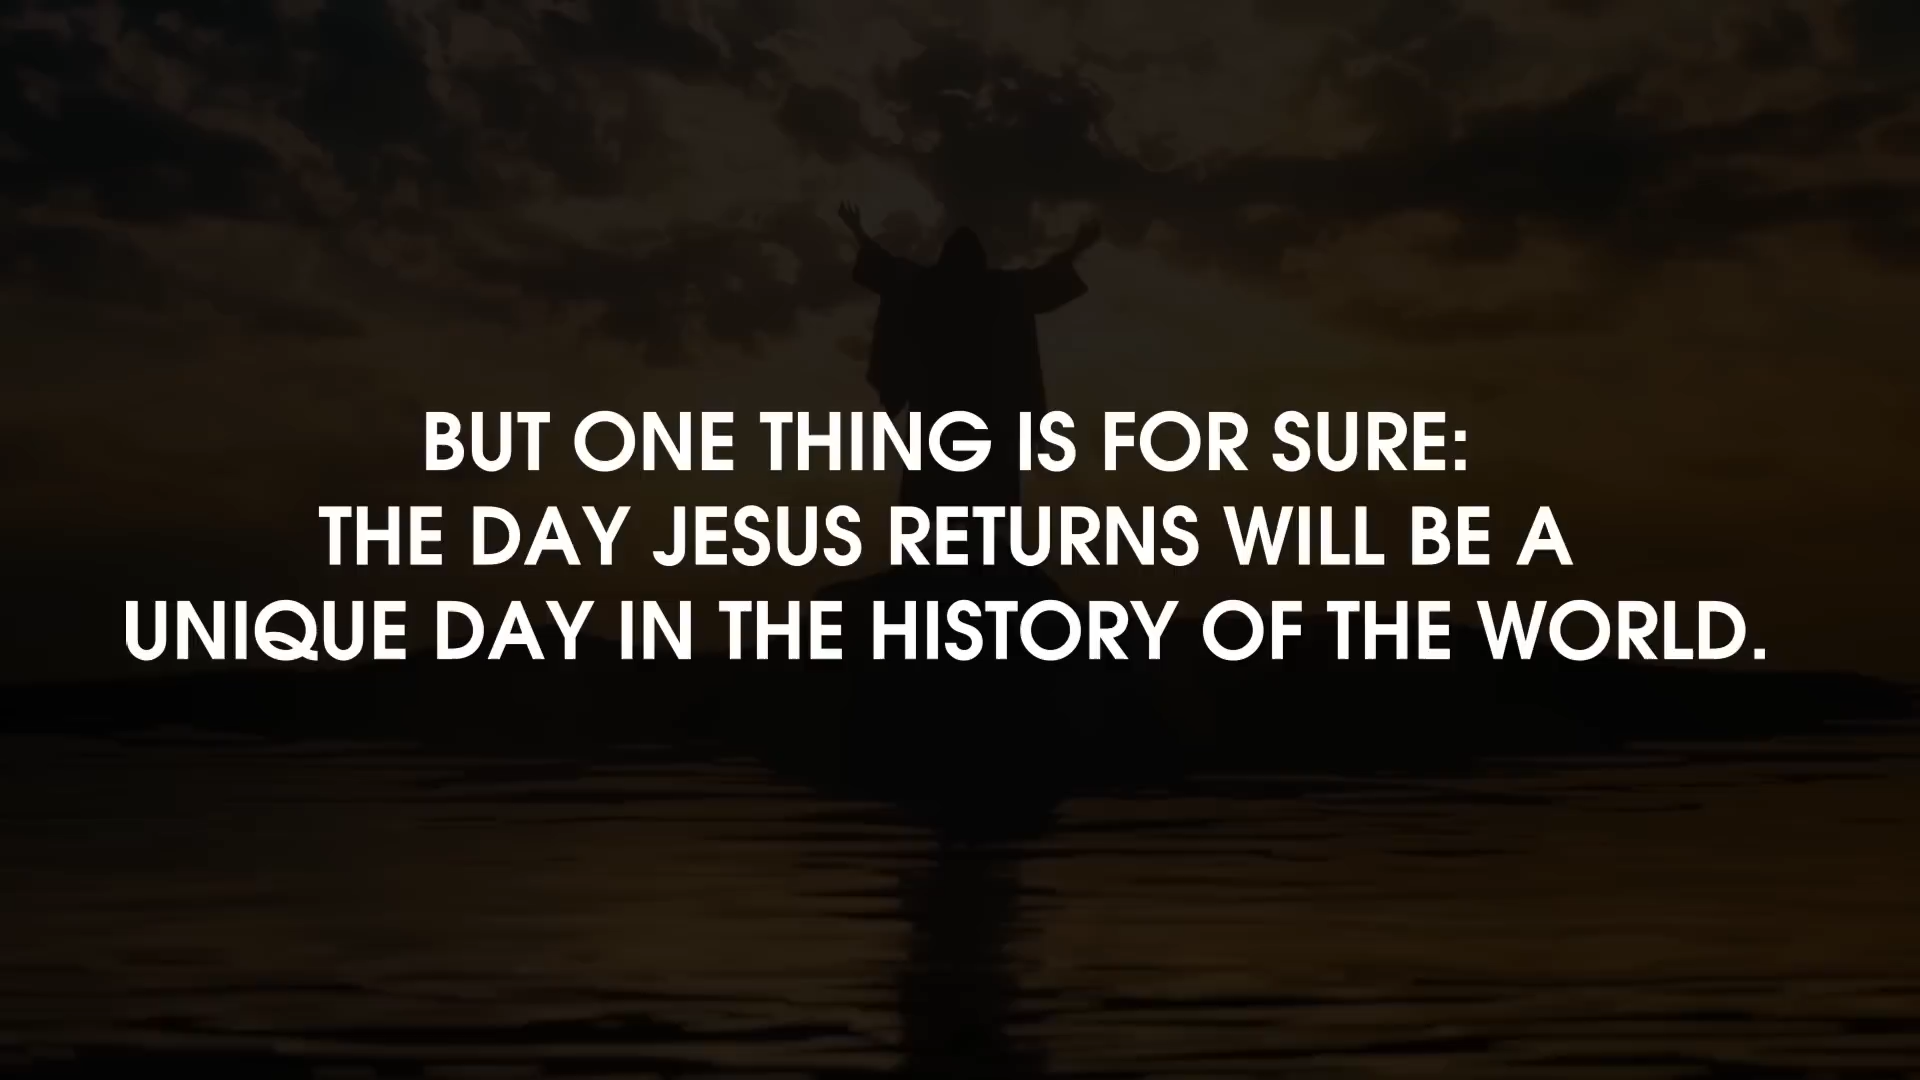 BUT ONE THING IS FOR SURE:
THE DAY JESUS RETURNS WILL BE A
UNIQUE DAY IN THE HISTORY OF THE WORLD.